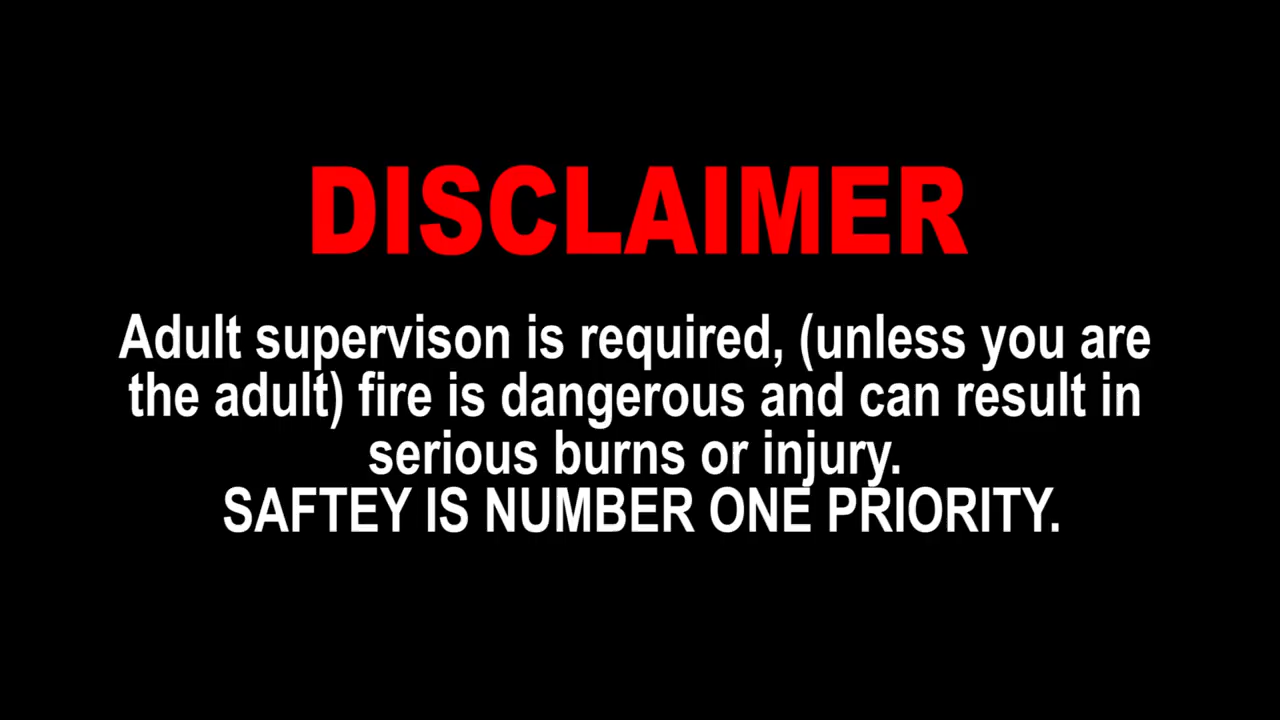 DISCLAIMER
Adult supervison is required, (unless you are
the adult) fire is dangerous and can result in
serious burns or injury.
SAFTEY IS NUMBER ONE PRIORITY.